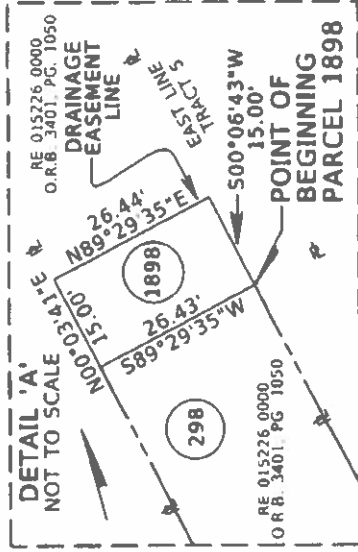 DETAIL 'A'
NOT TO SCALE
RE 015226 0000
O.R.B. 3401, PG. 1050
DRAINAGE
EASEMENT
LINE
EAST LINE
TRACT 5
N00°03'41"E
15.00'
26.44'
N89°29'35"E
1898
26.43'
S89°29'35"W
298
S00°06'43"W
15.00'
POINT OF
BEGINNING
PARCEL 1898
RE 015226 0000
O.R.B. 3401, PG 1050